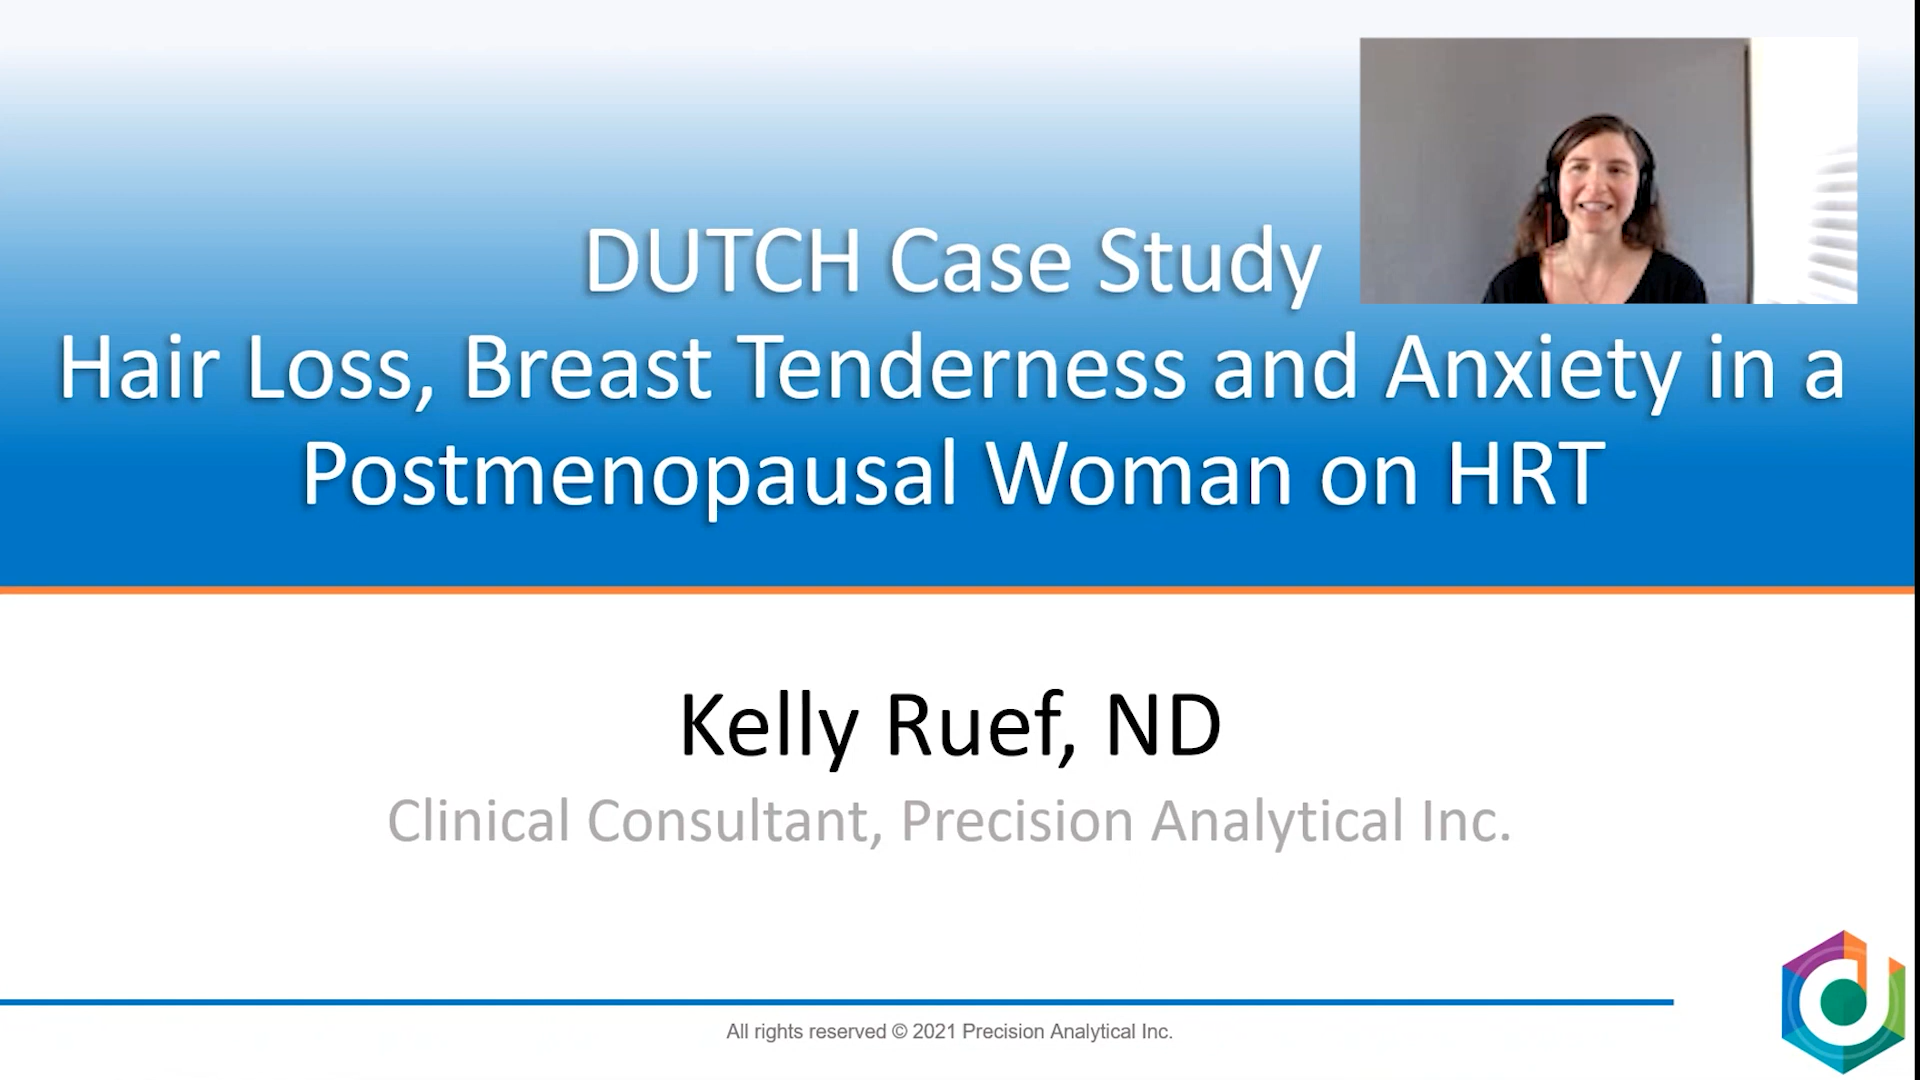 DUTCH Case Study
Hair Loss, Breast Tenderness and Anxiety in a
Postmenopausal Woman on HRT
Kelly Ruef, ND
Clinical Consultant, Precision Analytical Inc.
All rights reserved © 2021 Precision Analytical Inc.